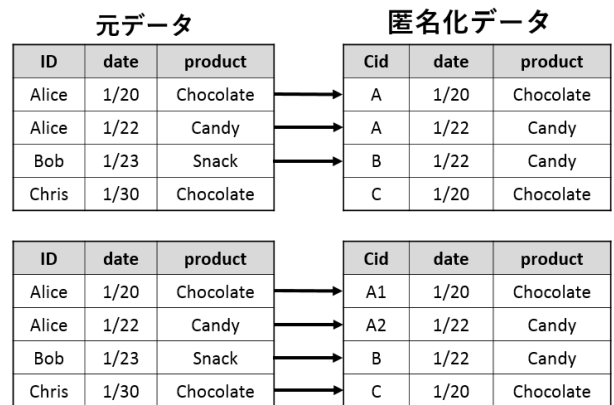 元データ 匿名化データ
ID date product Cid date product
Alice 1/20 Chocolate A 1/20 Chocolate
Alice 1/22 Candy A 1/22 Candy
Bob 1/23 Snack B 1/22 Candy
Chris 1/30 Chocolate C 1/20 Chocolate
ID date product Cid date product
Alice 1/20 Chocolate A1 1/20 Chocolate
Alice 1/22 Candy A2 1/22 Candy
Bob 1/23 Snack B 1/22 Candy
Chris 1/30 Chocolate C 1/20 Chocolate